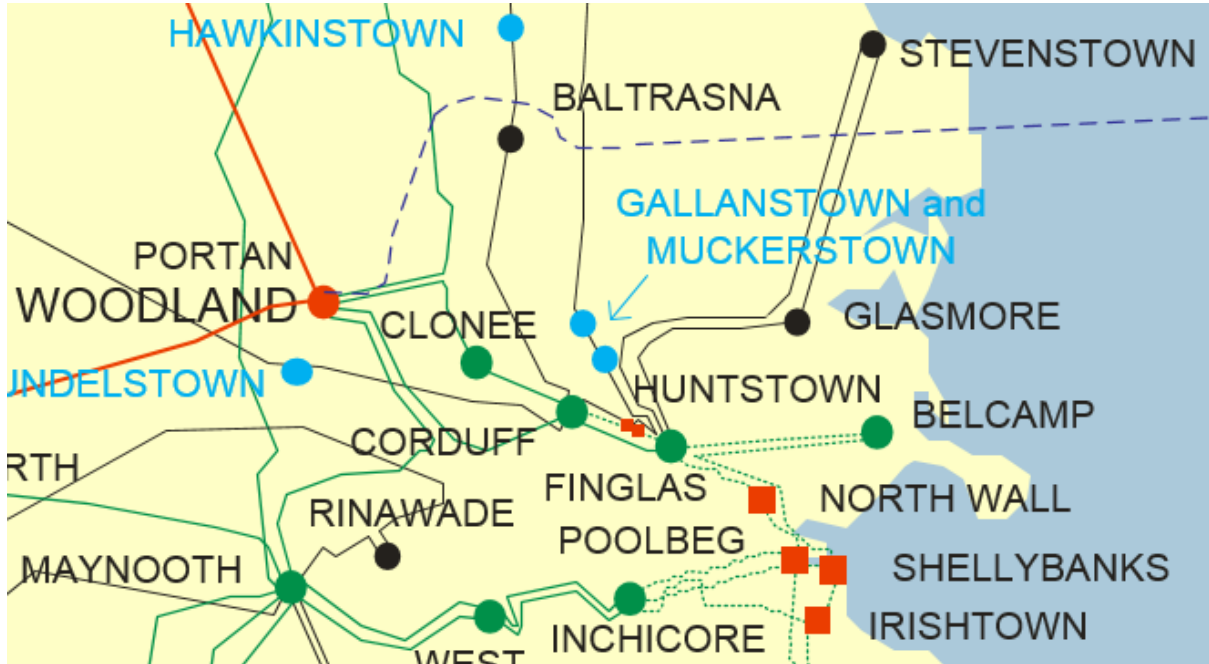 HAWKINSTOWN
STEVENSTOWN
BALTRASNA
GALLANSTOWN and
MUCKERSTOWN
PORTAN
WOODLAND
CLONEE
GLASMORE
UNDELSTOWN
HUNTSTOWN
BELCAMP
CORDUFF
RTH
FINGLAS
NORTH WALL
RINAWADE
POOLBEG
MAYNOOTH
SHELLYBANKS
INCHICORE
IRISHTOWN
WEST